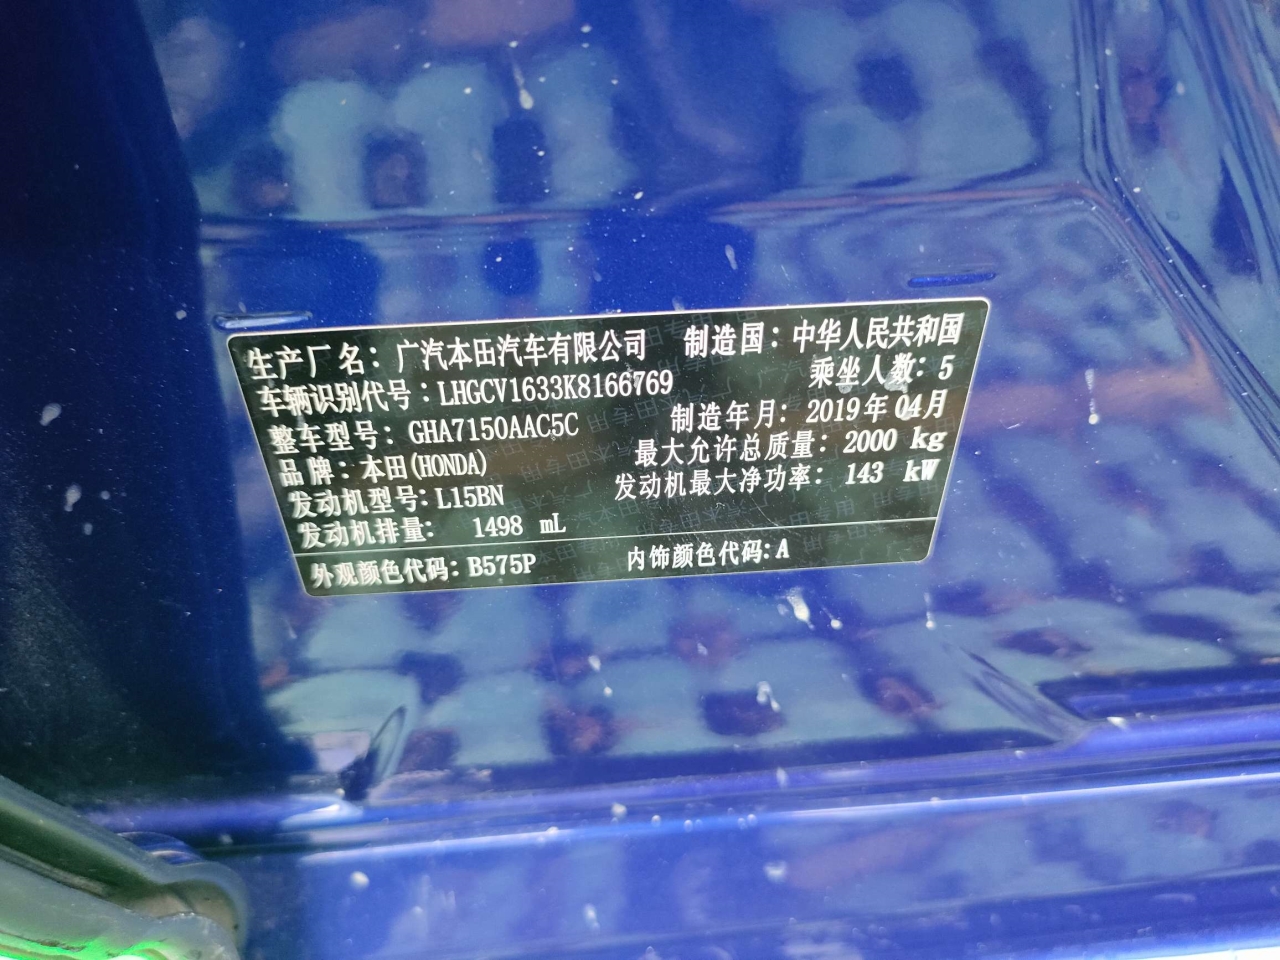 生产厂名：广汽本田汽车有限公司 制造国：中华人民共和国
车辆识别代号：LHGCV1633K8166769 乘坐人数：5
整车型号：GHA7150AAC5C 制造年月：2019年04月
品牌：本田(HONDA) 最大允许总质量：2000 kg
发动机型号：L15BN 发动机最大净功率：143 kW
发动机排量： 1498 mL
外观颜色代码：B575P 内饰颜色代码：A